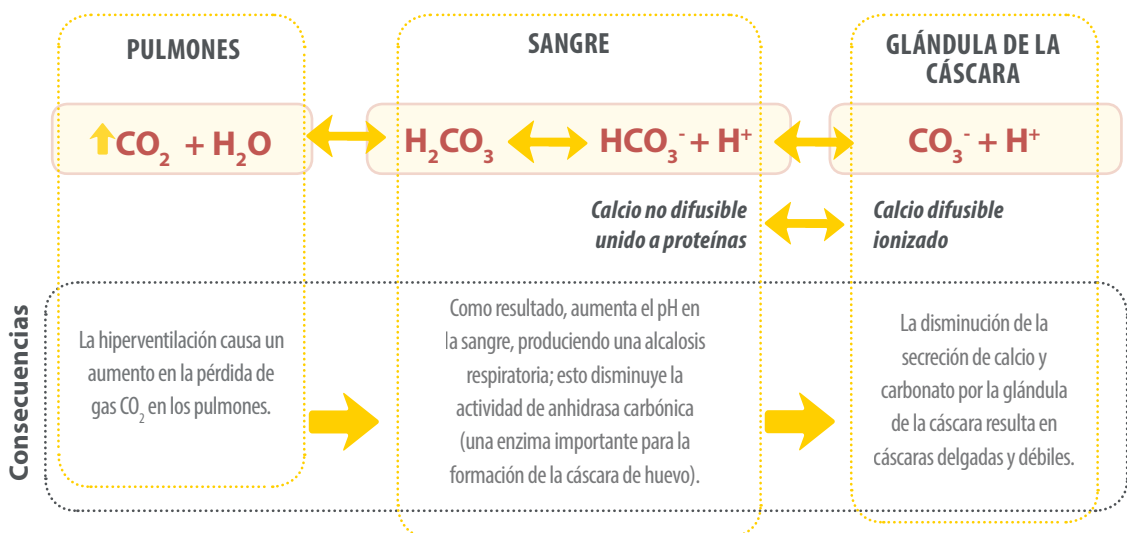 PULMONES
SANGRE
GLÁNDULA DE LA
CÁSCARA
CO₂ + H₂O
H₂CO₃
HCO₃⁻ + H⁺
CO₃⁻ + H⁺
Calcio no difusible
unido a proteínas
Calcio difusible
ionizado
Consecuencias
La hiperventilación causa un
aumento en la pérdida de
gas CO₂ en los pulmones.
Como resultado, aumenta el pH en
la sangre, produciendo una alcalosis
respiratoria; esto disminuye la
actividad de anhidrasa carbónica
(una enzima importante para la
formación de la cáscara de huevo).
La disminución de la
secreción de calcio y
carbonato por la glándula
de la cáscara resulta en
cáscaras delgadas y débiles.